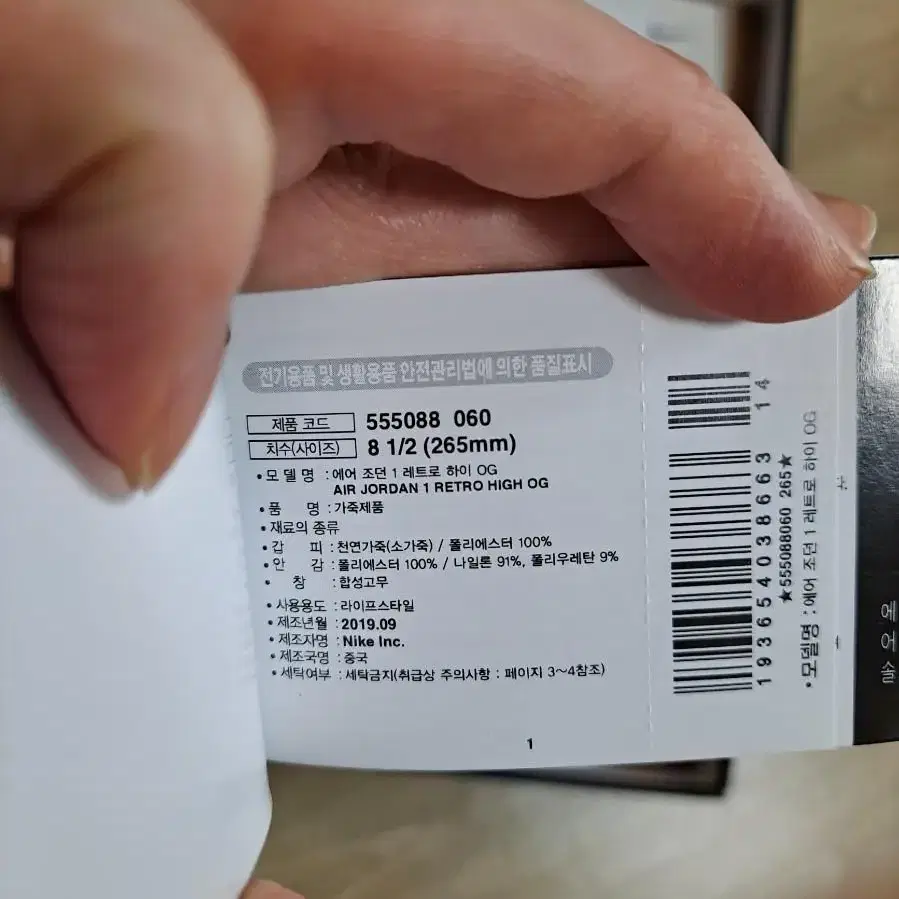 전기용품 및 생활용품 안전관리법에 의한 품질표시
제품 코드 555088 060
치수(사이즈) 8 1/2 (265mm)
•모 델 명 : 에어 조던 1 레트로 하이 OG
AIR JORDAN 1 RETRO HIGH OG
•품 명 : 가죽제품
•재료의 종류
•갑 피 : 천연가죽(소가죽) / 폴리에스터 100%
•안 감 : 폴리에스터 100% / 나일론 91%, 폴리우레탄 9%
• 창 : 합성고무
•사용용도 : 라이프스타일
•제조년월 : 2019.09
•제조자명 : Nike Inc.
•제조국명 : 중국
•세탁여부 : 세탁금지(취급상 주의사항 : 페이지 3~4참조)
1
14
193654038663
★555088060 265★
•모델명 : 에어 조던 1 레트로 하이 OG
에
어
솔